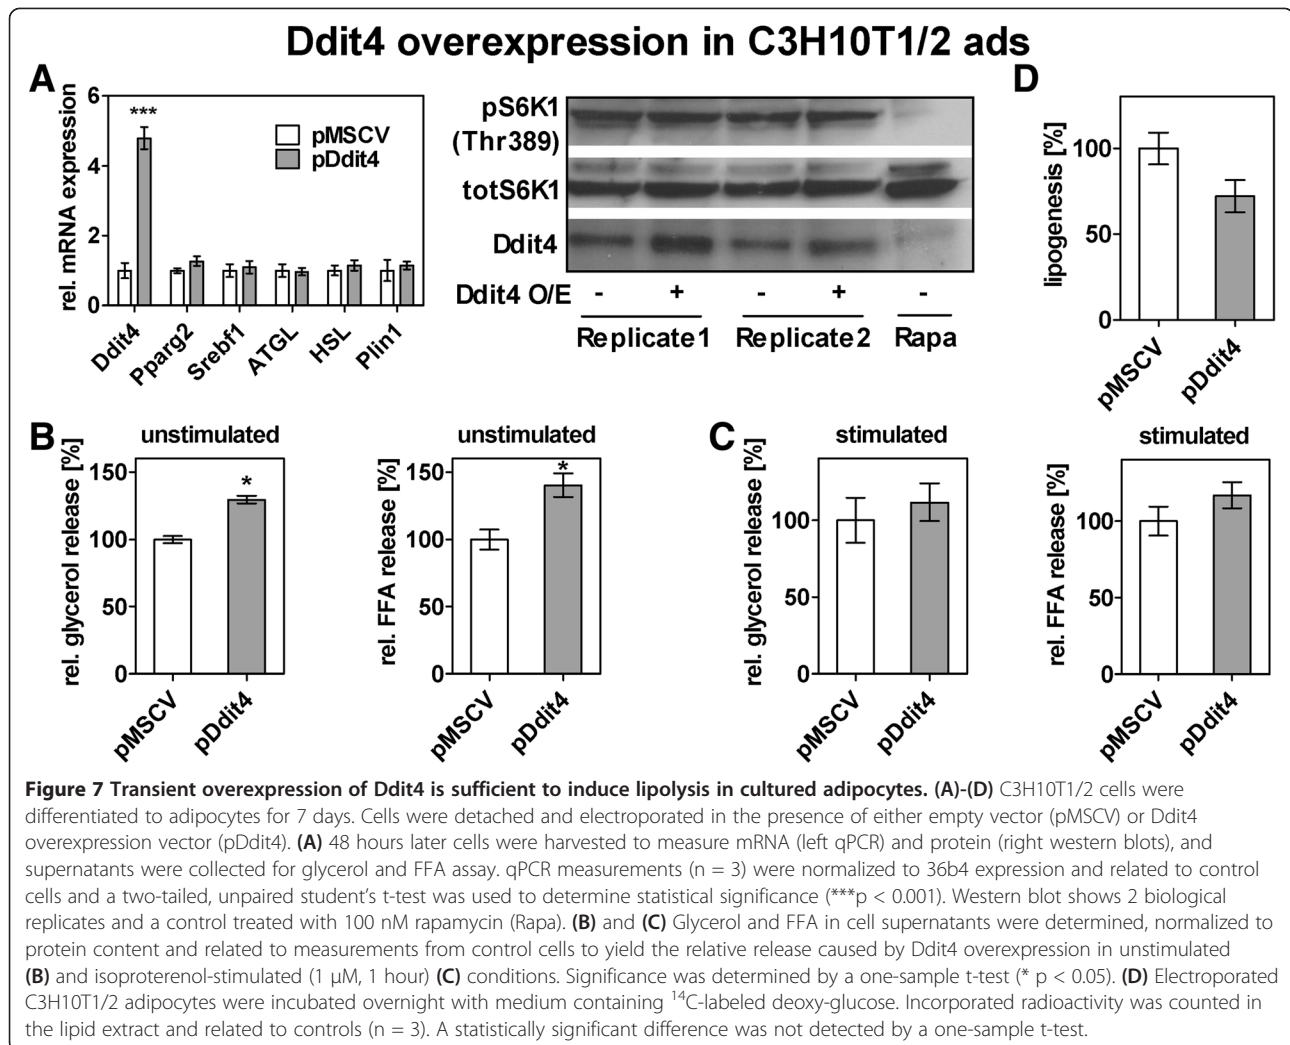 Ddit4 overexpression in C3H10T1/2 ads
A
rel. mRNA expression
6
4
2
0
***
pMSCV
pDdit4
Ddit4
Pparg2
Srebf1
ATGL
HSL
Plin1
pS6K1
(Thr389)
totS6K1
Ddit4
Ddit4 O/E - + - + -
Replicate1 Replicate2 Rapa
D
lipogenesis [%]
100
50
0
pMSCV
pDdit4
B
unstimulated
rel. glycerol release [%]
150
100
50
0
*
pMSCV
pDdit4
unstimulated
rel. FFA release [%]
150
100
50
0
*
pMSCV
pDdit4
C
stimulated
rel. glycerol release [%]
100
50
0
pMSCV
pDdit4
stimulated
rel. FFA release [%]
100
50
0
pMSCV
pDdit4
Figure 7 Transient overexpression of Ddit4 is sufficient to induce lipolysis in cultured adipocytes. (A)-(D) C3H10T1/2 cells were
differentiated to adipocytes for 7 days. Cells were detached and electroporated in the presence of either empty vector (pMSCV) or Ddit4
overexpression vector (pDdit4). (A) 48 hours later cells were harvested to measure mRNA (left qPCR) and protein (right western blots), and
supernatants were collected for glycerol and FFA assay. qPCR measurements (n = 3) were normalized to 36b4 expression and related to control
cells and a two-tailed, unpaired student's t-test was used to determine statistical significance (***p < 0.001). Western blot shows 2 biological
replicates and a control treated with 100 nM rapamycin (Rapa). (B) and (C) Glycerol and FFA in cell supernatants were determined, normalized to
protein content and related to measurements from control cells to yield the relative release caused by Ddit4 overexpression in unstimulated
(B) and isoproterenol-stimulated (1 μM, 1 hour) (C) conditions. Significance was determined by a one-sample t-test (* p < 0.05). (D) Electroporated
C3H10T1/2 adipocytes were incubated overnight with medium containing ¹⁴C-labeled deoxy-glucose. Incorporated radioactivity was counted in
the lipid extract and related to controls (n = 3). A statistically significant difference was not detected by a one-sample t-test.